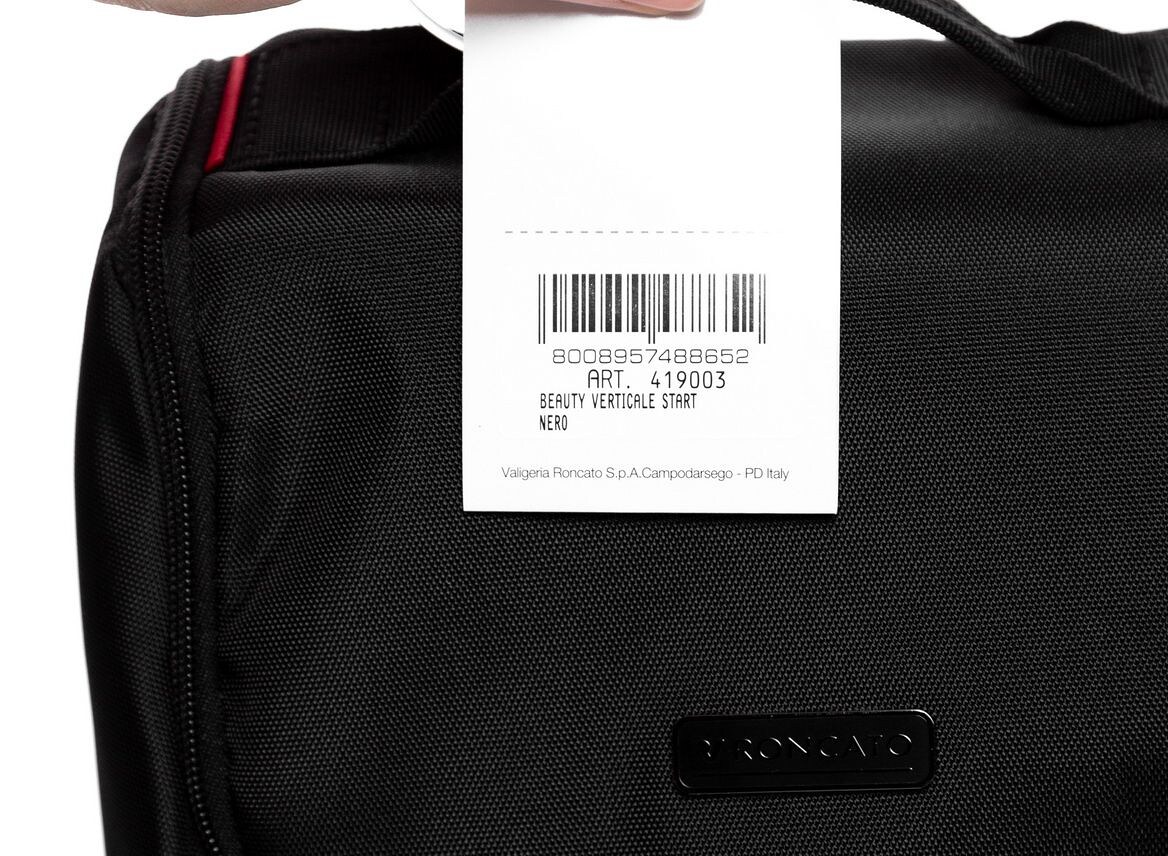 8008957488652
ART. 419003
BEAUTY VERTICALE START
NERO
Valigeria Roncato S.p.A.Campodarsego - PD Italy
RONCATO